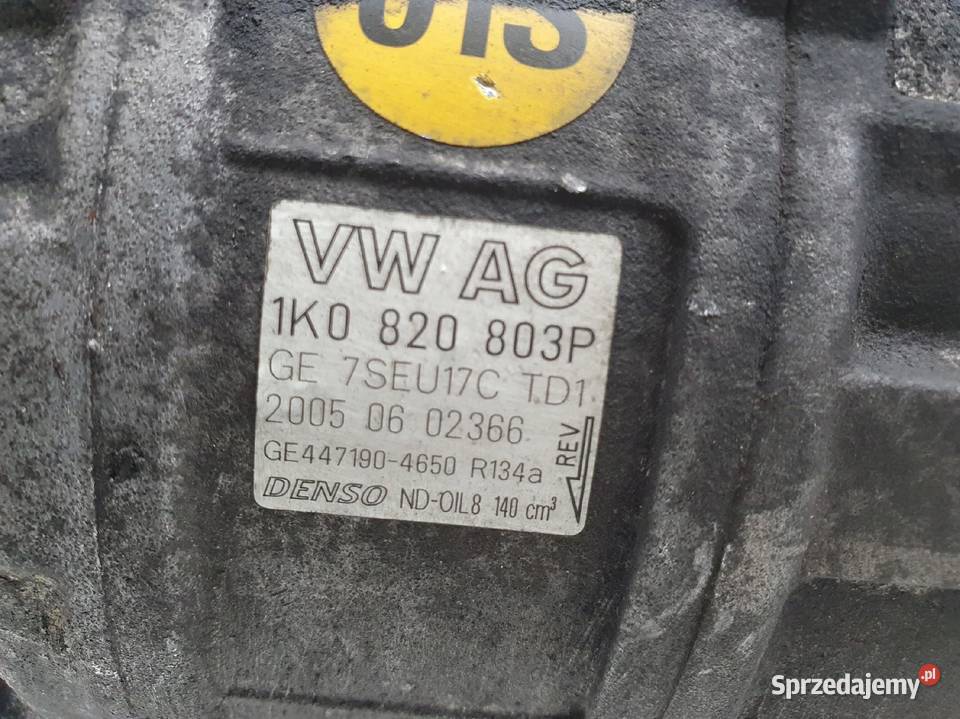 015
VW AG
1K0 820 803P
GE 7SEU17C TD1
2005 06 02366
GE447190-4650 R134a
DENSO ND-OIL8 140 cm³
REV
Sprzedajemy.pl